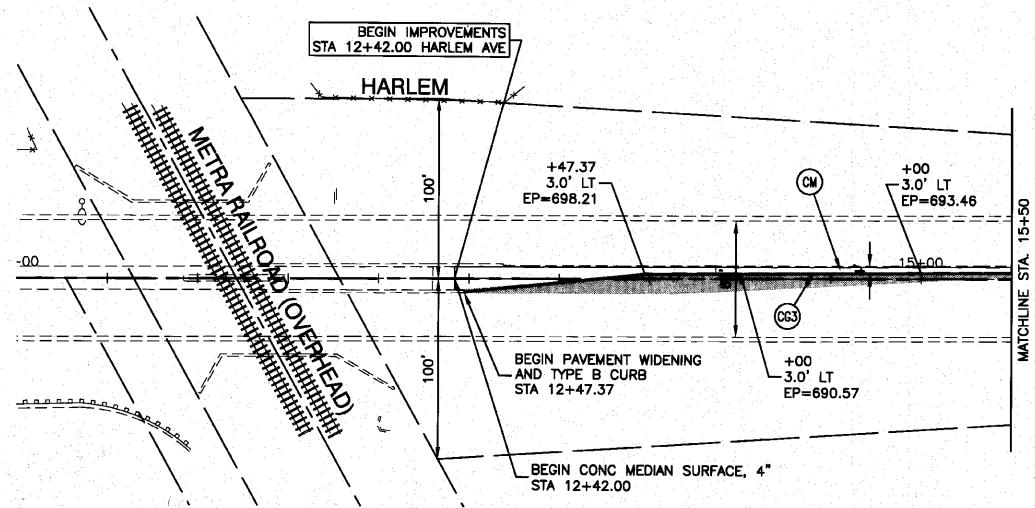 BEGIN IMPROVEMENTS
STA 12+42.00 HARLEM AVE
HARLEM
METRA RAILROAD (OVERHEAD)
100'
100'
+47.37
3.0' LT
EP=698.21
CM
+00
3.0' LT
EP=693.46
-00
15+00
MATCHLINE STA. 15+50
CG3
BEGIN PAVEMENT WIDENING
AND TYPE B CURB
STA 12+47.37
+00
3.0' LT
EP=690.57
BEGIN CONC MEDIAN SURFACE, 4"
STA 12+42.00